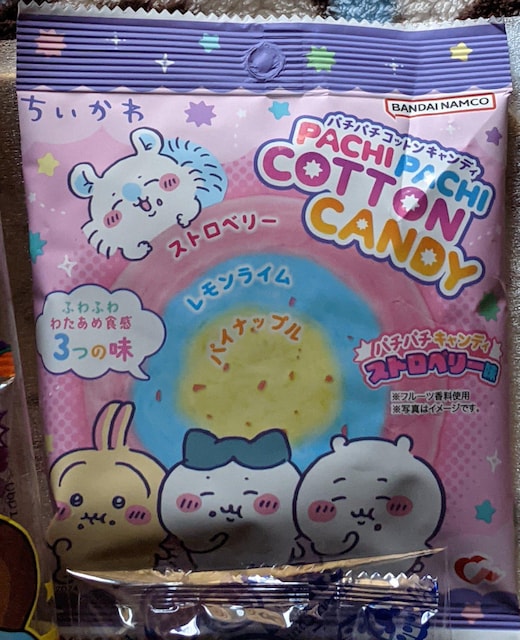 ちいかわ
BANDAI NAMCO
パチパチコットンキャンディ
PACHI PACHI
COTTON
CANDY
ストロベリー
レモンライム
パイナップル
ふわふわ
わたあめ食感
3つの味
パチパチキャンディ
ストロベリー味
※フルーツ香料使用
※写真はイメージです。